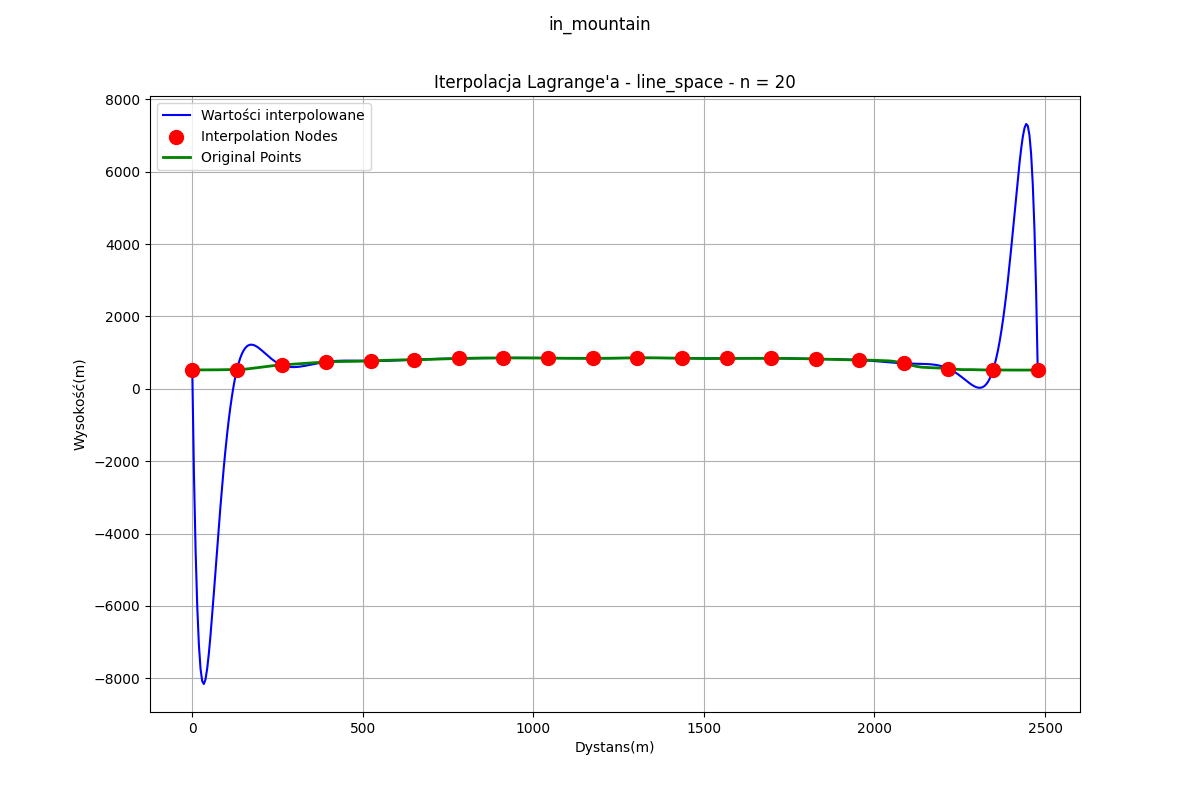 in_mountain
Iterpolacja Lagrange'a - line_space - n = 20
Wartości interpolowane
Interpolation Nodes
Original Points
8000
6000
4000
2000
0
−2000
−4000
−6000
−8000
Wysokość(m)
0 500 1000 1500 2000 2500
Dystans(m)